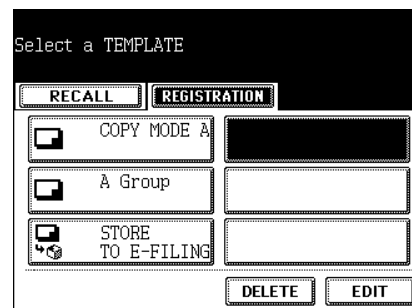 Select a TEMPLATE
RECALL REGISTRATION
COPY MODE A
A Group
STORE
TO E-FILING
DELETE EDIT